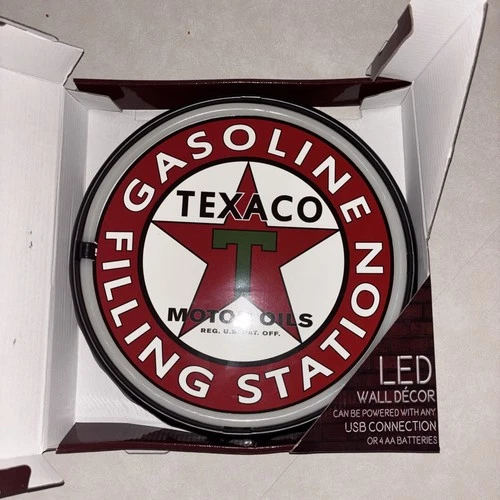 GASOLINE
TEXACO
T
MOTOR OILS
REG. U.S. PAT. OFF.
FILLING STATION
LED
WALL DÉCOR
CAN BE POWERED WITH ANY
USB CONNECTION
OR 4 AA BATTERIES